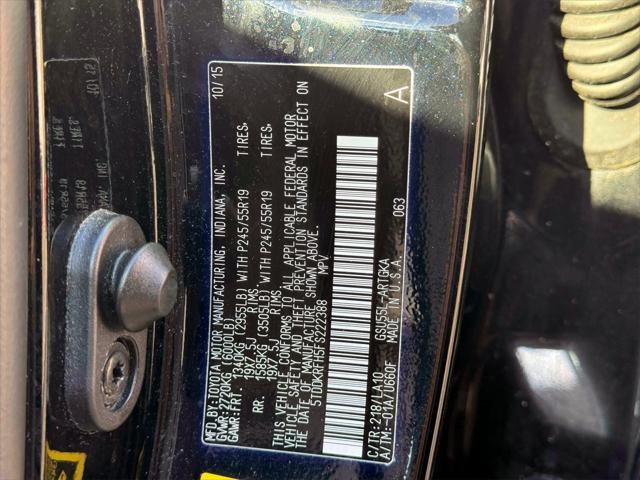 MFD. BY: TOYOTA MOTOR MANUFACTURING, INDIANA, INC. 10/15
GVWR: 2720KG (6000LB)
GAWR: FRT. 1340KG (2955LB) WITH P245/55R19 TIRES,
19X7.5J RIMS
RR. 1585KG (3505LB) WITH P245/55R19 TIRES,
19X7.5J RIMS
THIS VEHICLE CONFORMS TO ALL APPLICABLE FEDERAL MOTOR
VEHICLE SAFETY AND THEFT PREVENTION STANDARDS IN EFFECT ON
THE DATE OF MANUFACTURE SHOWN ABOVE.
5TDDKRFH5FS222388 MPV
C/TR: 218/LA10 GSU55L-ARTGKA 063
A/TM: -01A/U660F MADE IN U.S.A.
A